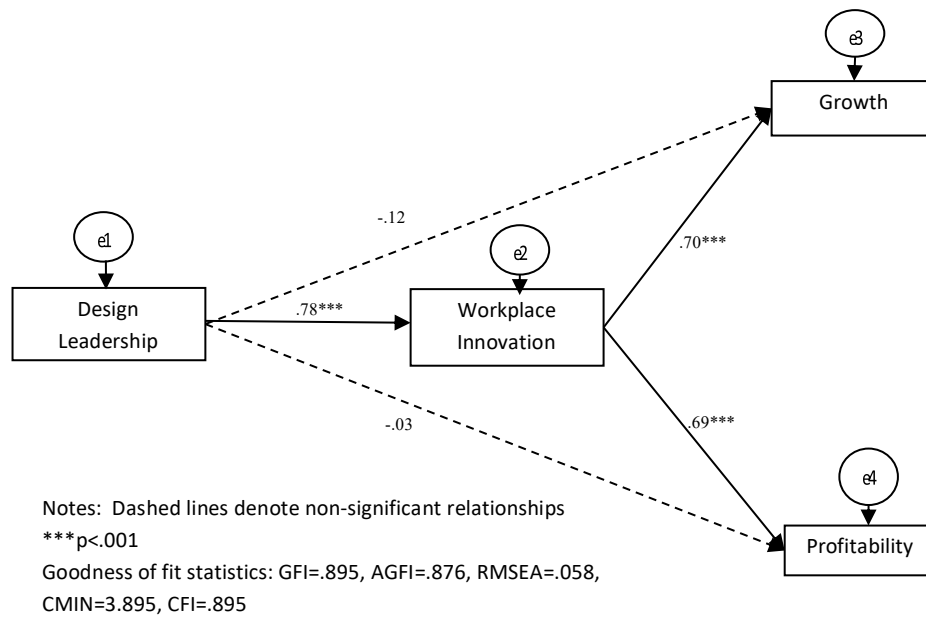 e3
Growth
-.12
e1
e2
.70***
Design
Leadership
.78***
Workplace
Innovation
-.03
.69***
e4
Profitability
Notes: Dashed lines denote non-significant relationships
***p<.001
Goodness of fit statistics: GFI=.895, AGFI=.876, RMSEA=.058,
CMIN=3.895, CFI=.895